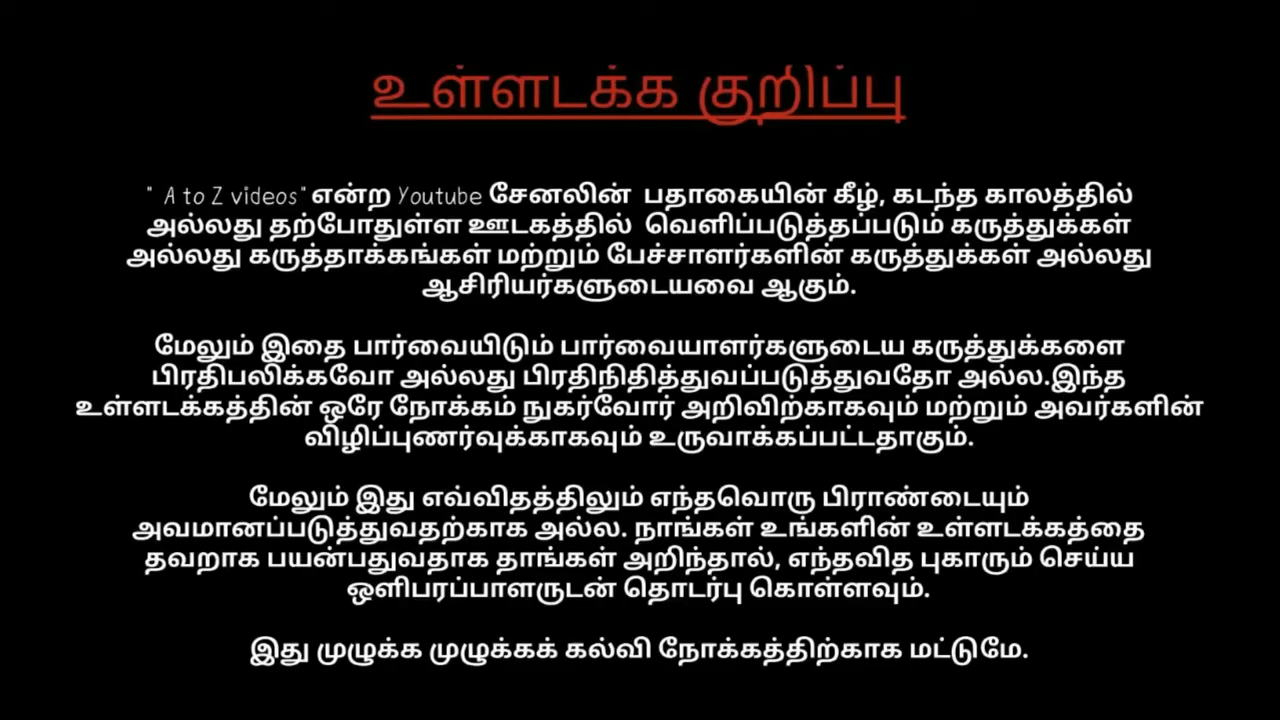 உள்ளடக்க குறிப்பு
" A to Z videos" என்ற Youtube சேனலின் பதாகையின் கீழ், கடந்த காலத்தில்
அல்லது தற்போதுள்ள ஊடகத்தில் வெளிப்படுத்தப்படும் கருத்துக்கள்
அல்லது கருத்தாக்கங்கள் மற்றும் பேச்சாளர்களின் கருத்துக்கள் அல்லது
ஆசிரியர்களுடையவை ஆகும்.
மேலும் இதை பார்வையிடும் பார்வையாளர்களுடைய கருத்துக்களை
பிரதிபலிக்கவோ அல்லது பிரதிநிதித்துவப்படுத்துவதோ அல்ல.இந்த
உள்ளடக்கத்தின் ஒரே நோக்கம் நுகர்வோர் அறிவிற்காகவும் மற்றும் அவர்களின்
விழிப்புணர்வுக்காகவும் உருவாக்கப்பட்டதாகும்.
மேலும் இது எவ்விதத்திலும் எந்தவொரு பிராண்டையும்
அவமானப்படுத்துவதற்காக அல்ல. நாங்கள் உங்களின் உள்ளடக்கத்தை
தவறாக பயன்பதுவதாக தாங்கள் அறிந்தால், எந்தவித புகாரும் செய்ய
ஒளிபரப்பாளருடன் தொடர்பு கொள்ளவும்.
இது முழுக்க முழுக்கக் கல்வி நோக்கத்திற்காக மட்டுமே.